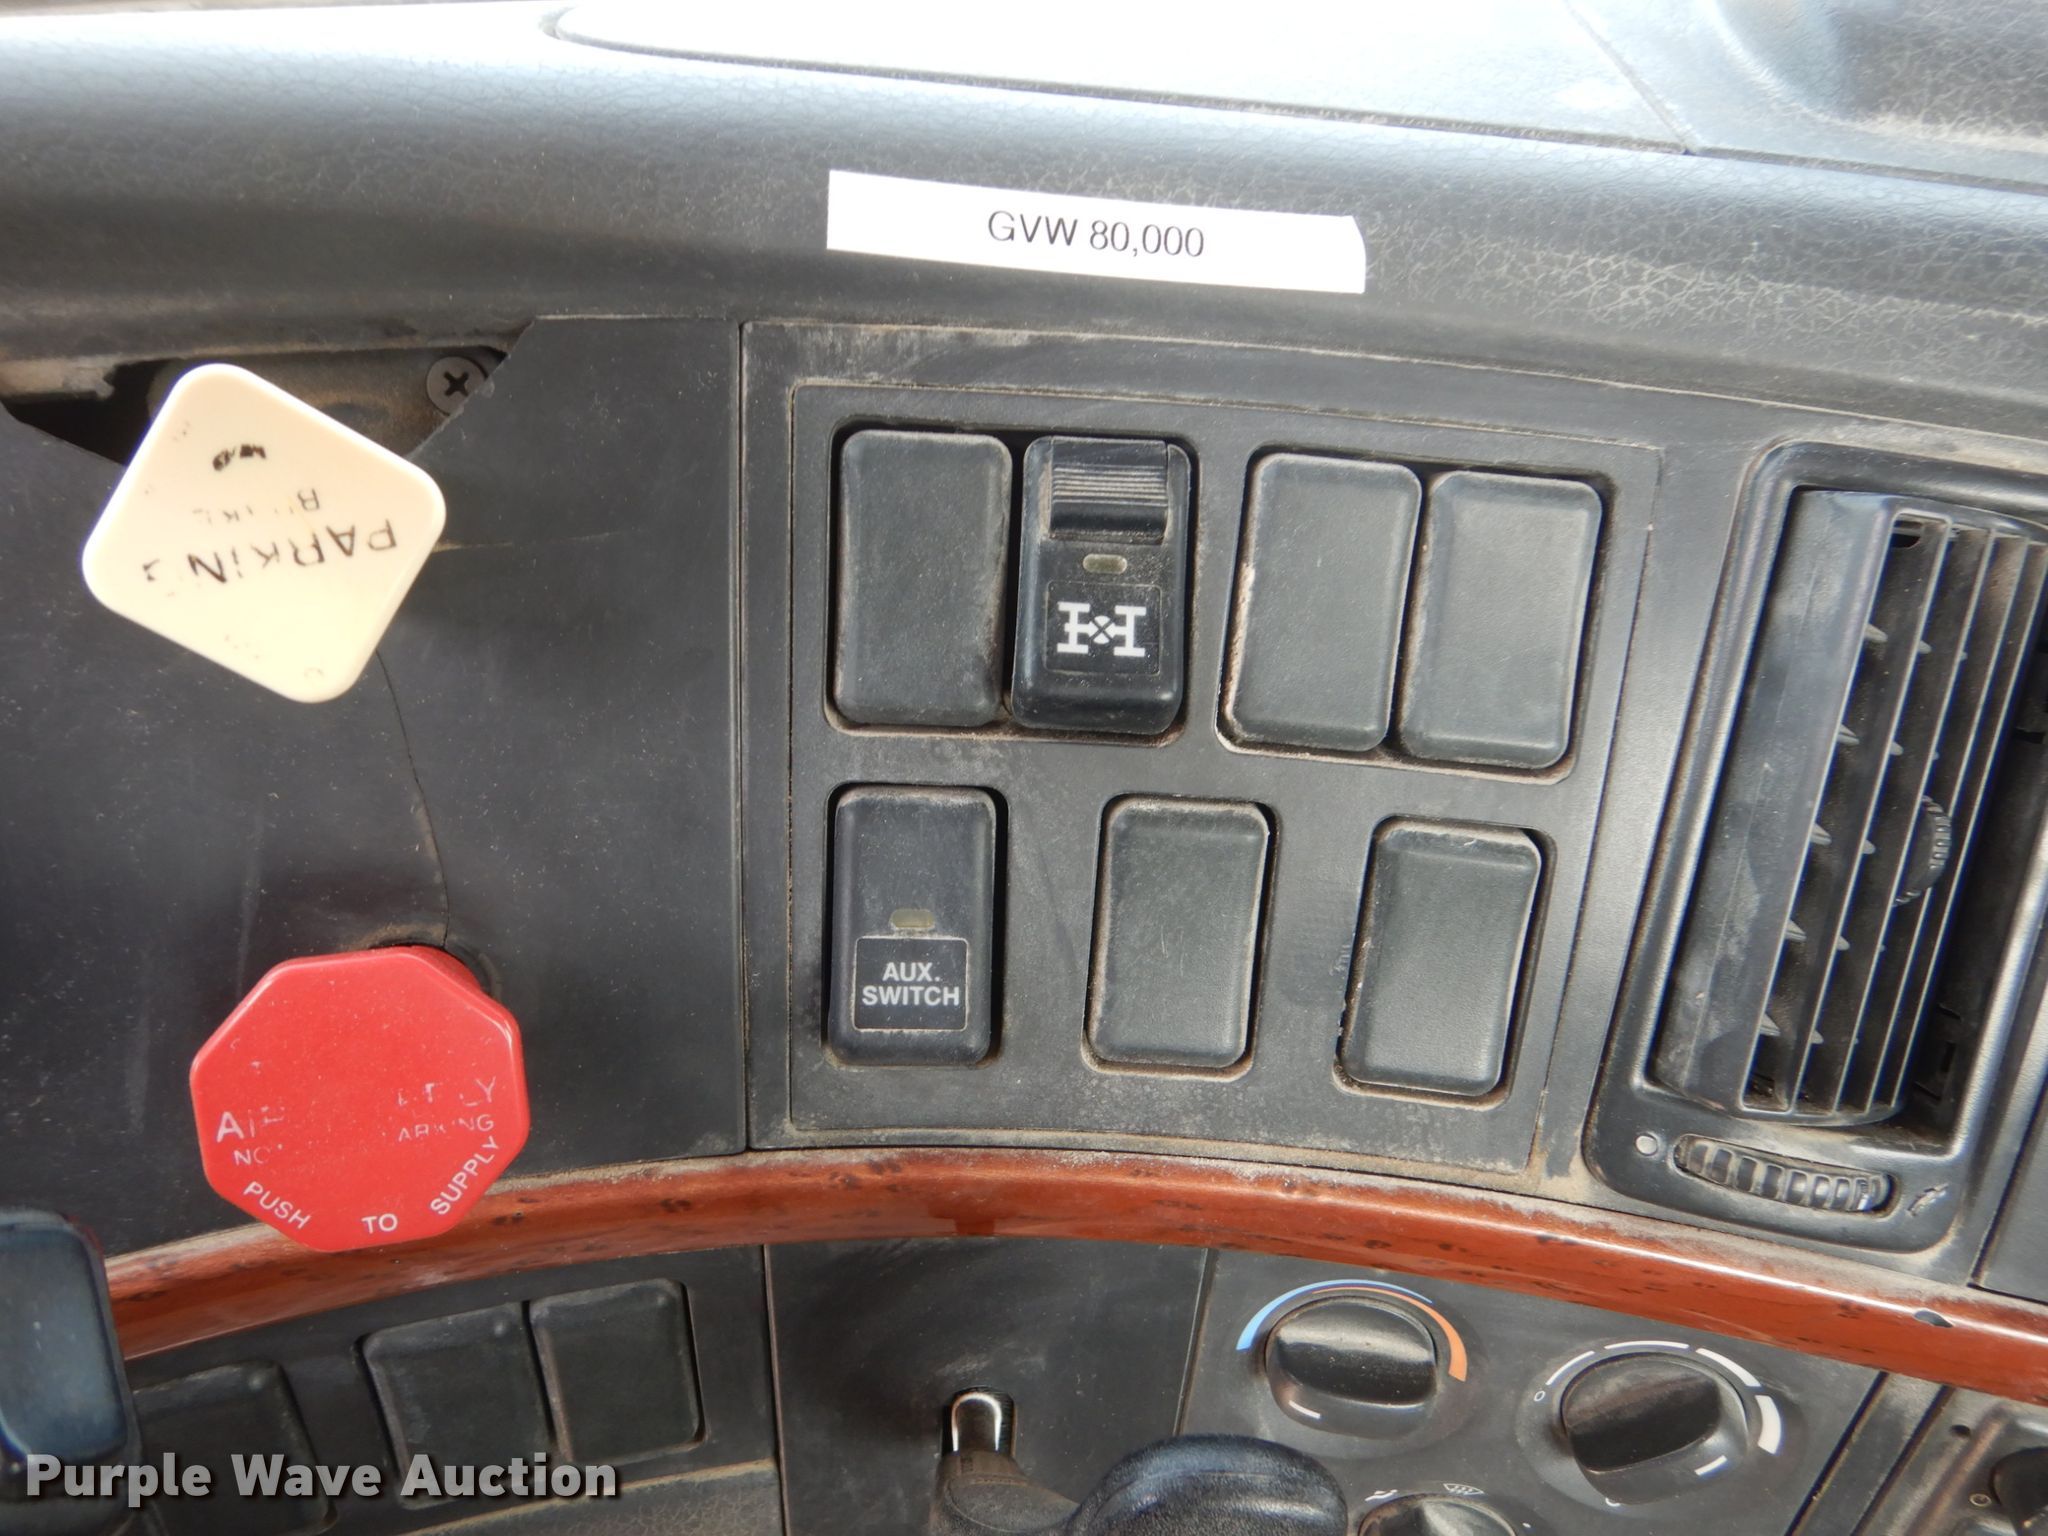 GVW 80,000
PARKING
AUX.
SWITCH
PUSH TO SUPPLY
Purple Wave Auction